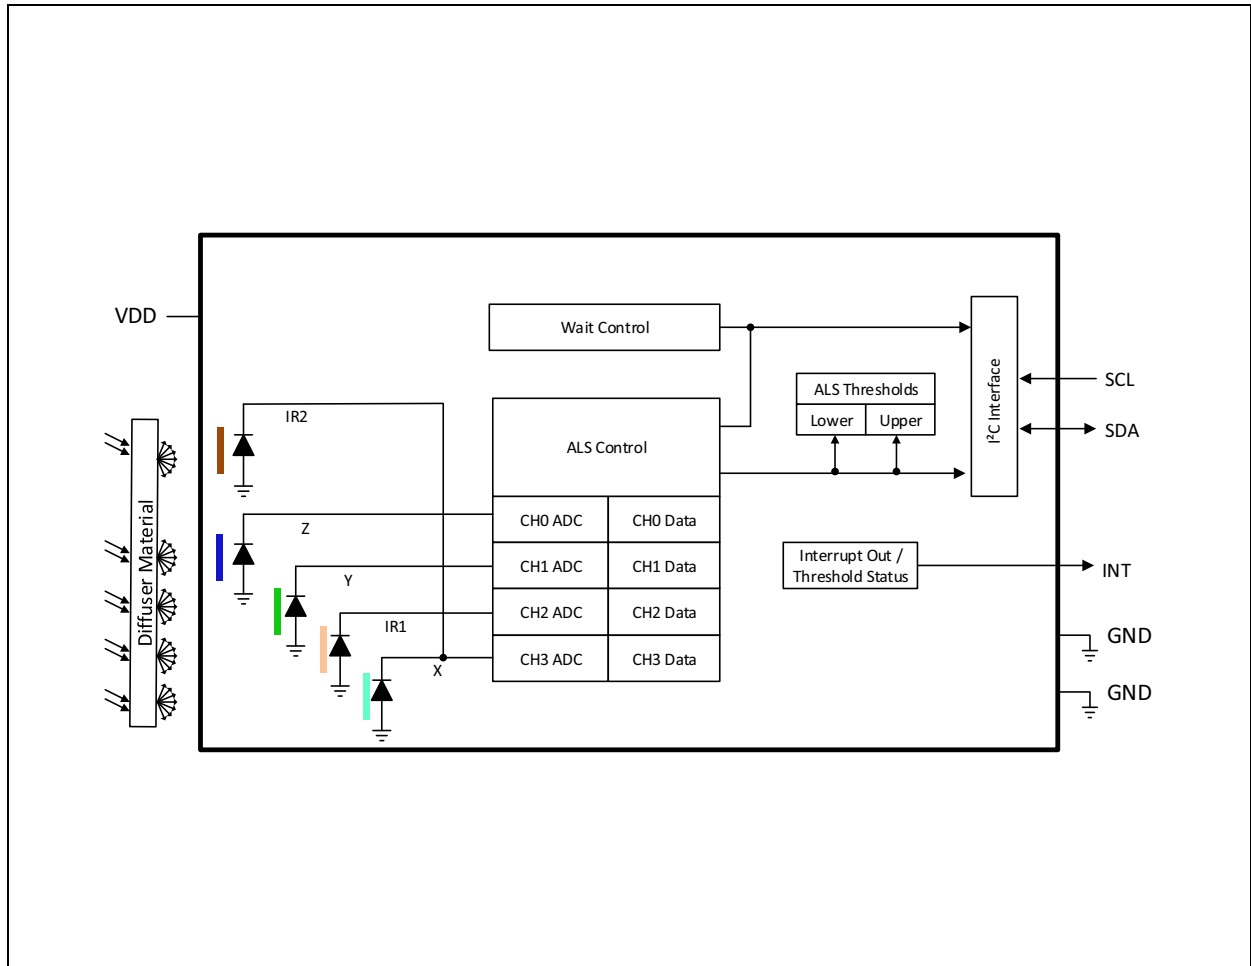 VDD
Wait Control
ALS Thresholds
Lower Upper
I²C Interface
SCL
SDA
IR2
ALS Control
Diffuser Material
Z
CH0 ADC CH0 Data
Y
CH1 ADC CH1 Data
IR1
CH2 ADC CH2 Data
X
CH3 ADC CH3 Data
Interrupt Out /
Threshold Status
INT
GND
GND